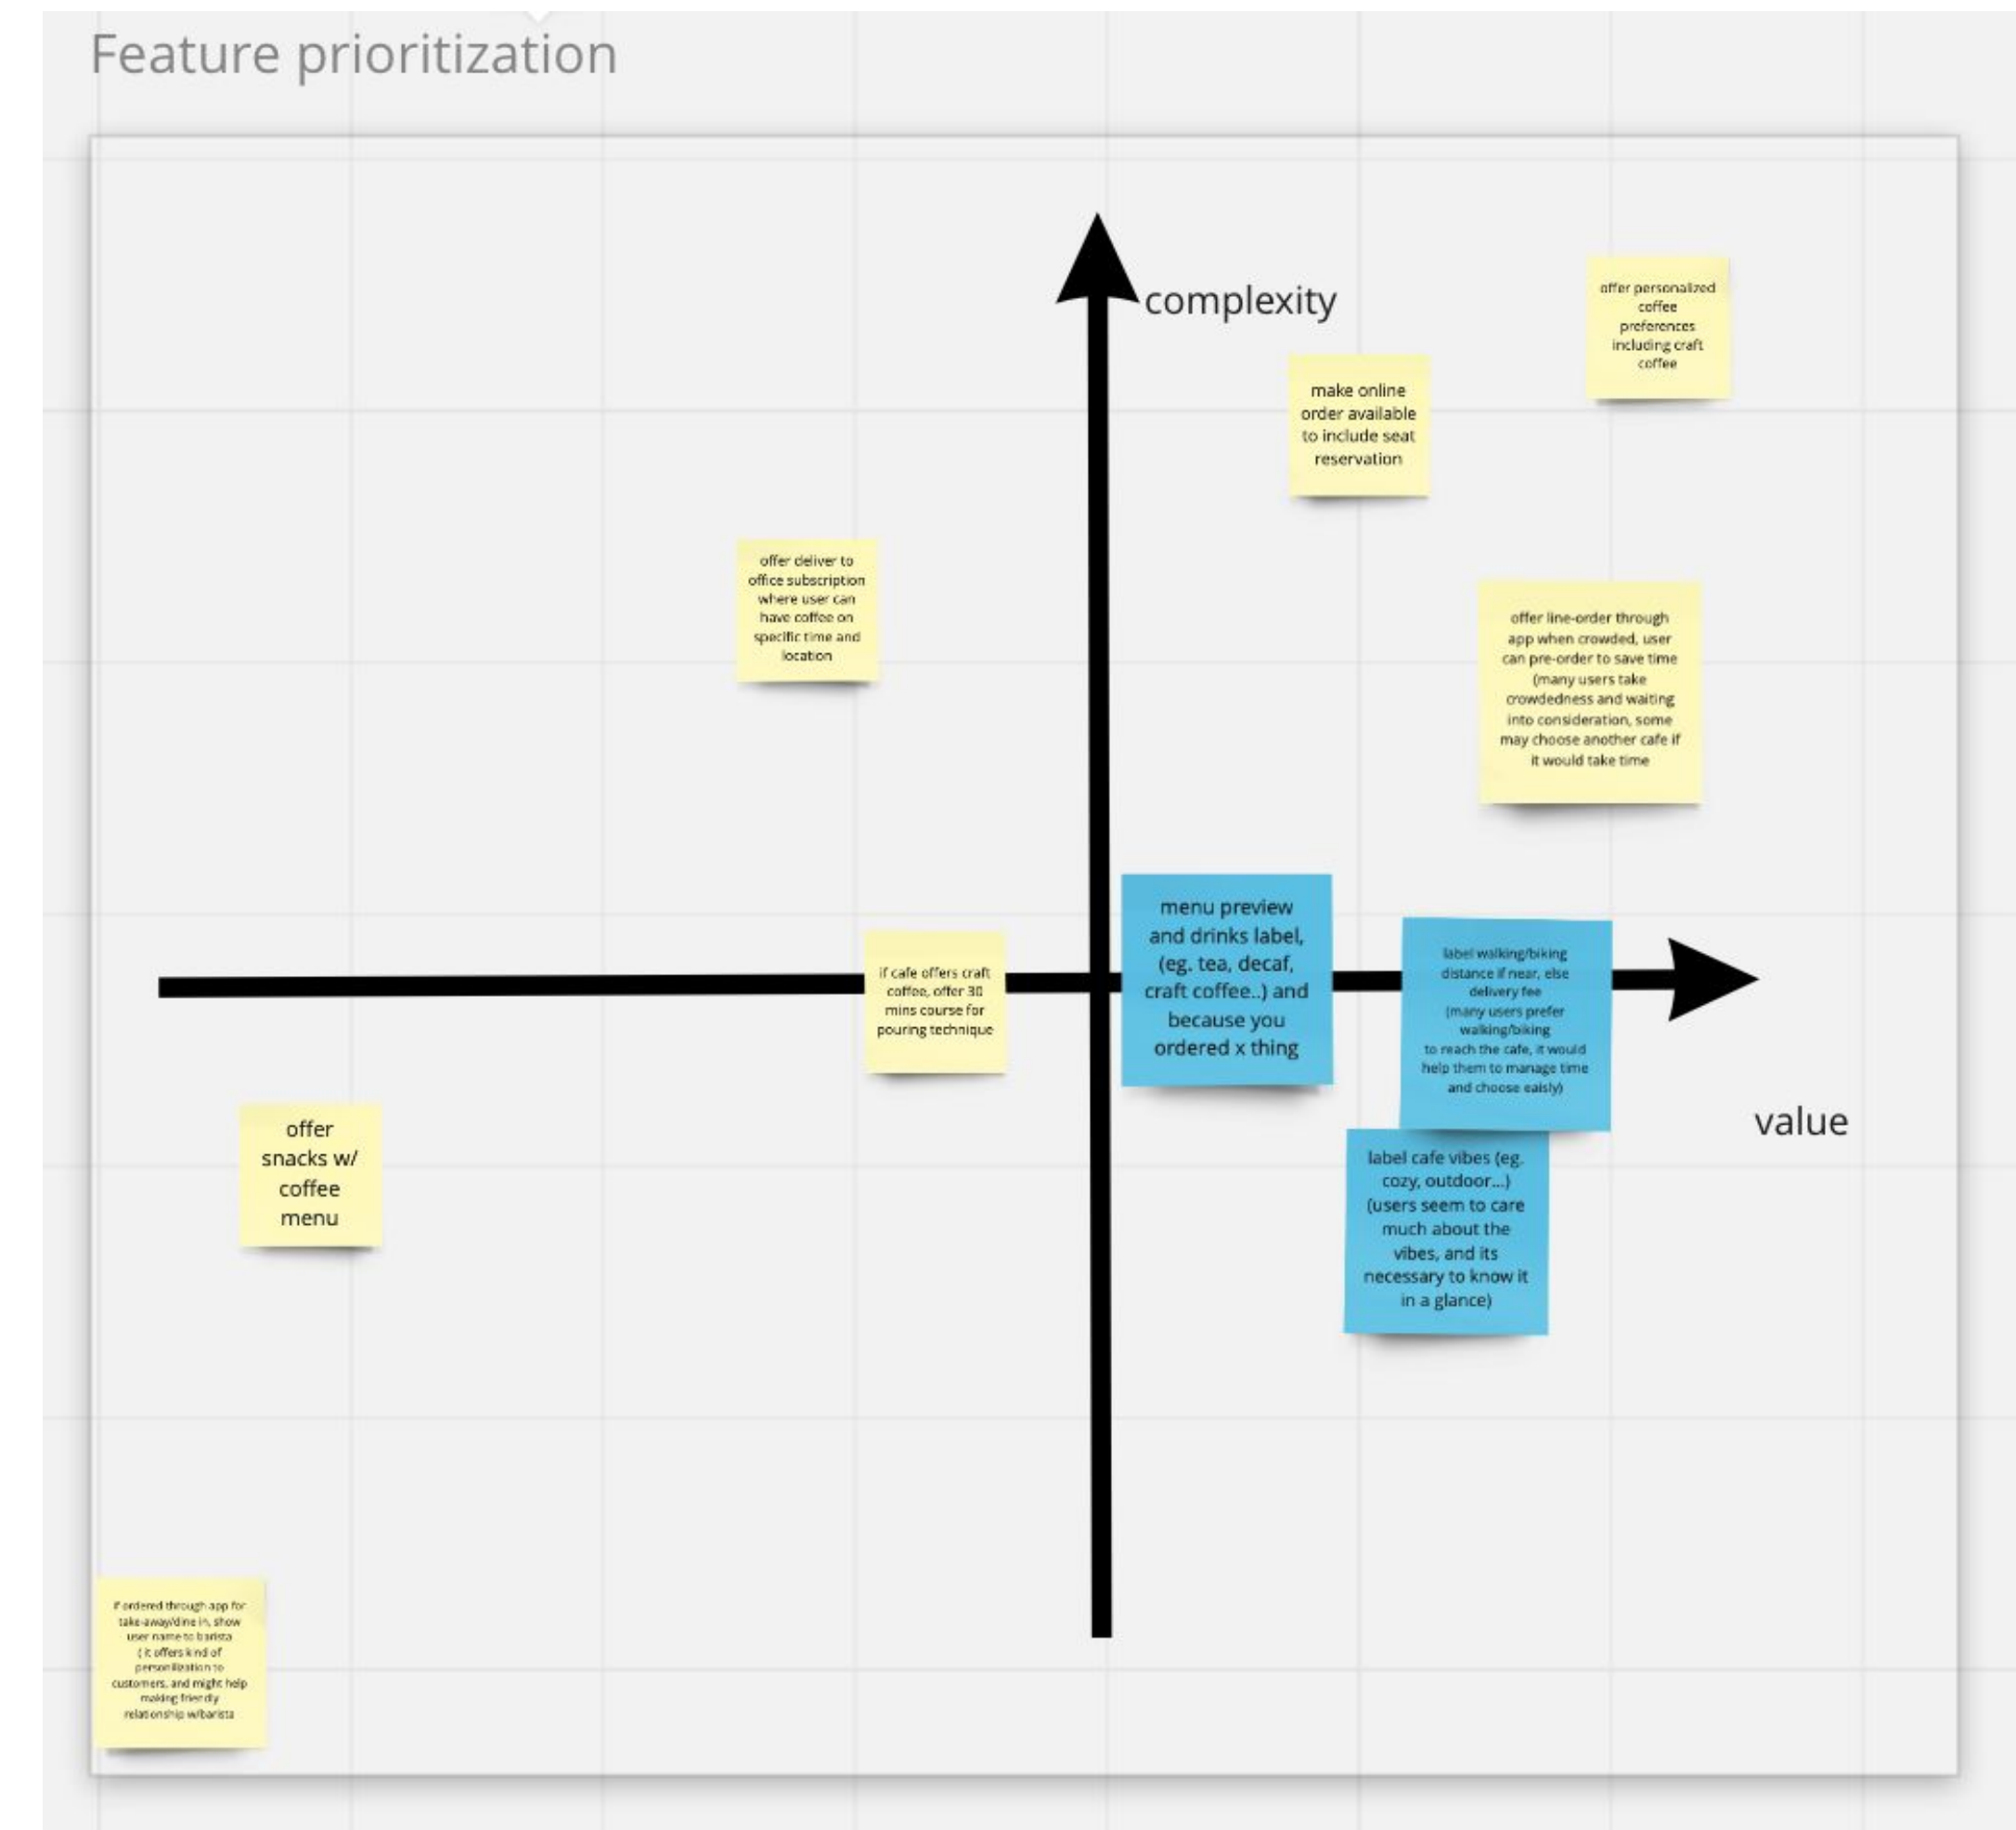 Feature prioritization
complexity
offer personalized
coffee
preferences
including craft
coffee
make online
order available
to include seat
reservation
offer deliver to
office subscription
where user can
have coffee on
specific time and
location
offer line-order through
app when crowded, user
can pre-order to save time
(many users take
crowdedness and waiting
into consideration, some
may choose another cafe if
it would take time
menu preview
and drinks label,
(eg. tea, decaf,
craft coffee..) and
because you
ordered x thing
label walking/biking
distance if near, else
delivery fee
(many users prefer
walking/biking
to reach the cafe, it would
help them to manage time
and choose eaisly)
if cafe offers craft
coffee, offer 30
mins course for
pouring technique
value
offer
snacks w/
coffee
menu
label cafe vibes (eg.
cozy, outdoor...)
(users seem to care
much about the
vibes, and its
necessary to know it
in a glance)
if ordered through app for
take-away/dine in, show
user name to barista
( it offers kind of
personilization to
customers, and might help
making friendly
relationship w/barista